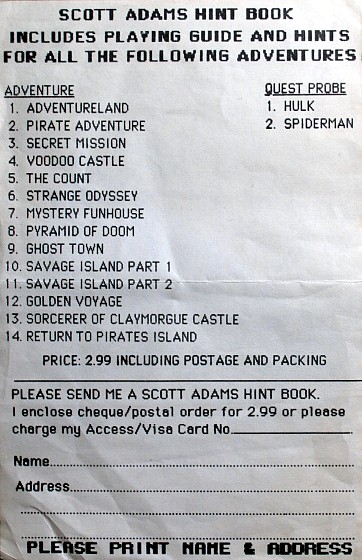 SCOTT ADAMS HINT BOOK
INCLUDES PLAYING GUIDE AND HINTS
FOR ALL THE FOLLOWING ADVENTURES
ADVENTURE
1. ADVENTURELAND
2. PIRATE ADVENTURE
3. SECRET MISSION
4. VOODOO CASTLE
5. THE COUNT
6. STRANGE ODYSSEY
7. MYSTERY FUNHOUSE
8. PYRAMID OF DOOM
9. GHOST TOWN
10. SAVAGE ISLAND PART 1
11. SAVAGE ISLAND PART 2
12. GOLDEN VOYAGE
13. SORCERER OF CLAYMORGUE CASTLE
14. RETURN TO PIRATES ISLAND
QUEST PROBE
1. HULK
2. SPIDERMAN
PRICE: 2.99 INCLUDING POSTAGE AND PACKING
PLEASE SEND ME A SCOTT ADAMS HINT BOOK.
I enclose cheque/postal order for 2.99 or please
charge my Access/Visa Card No.
Name
Address
PLEASE PRINT NAME & ADDRESS